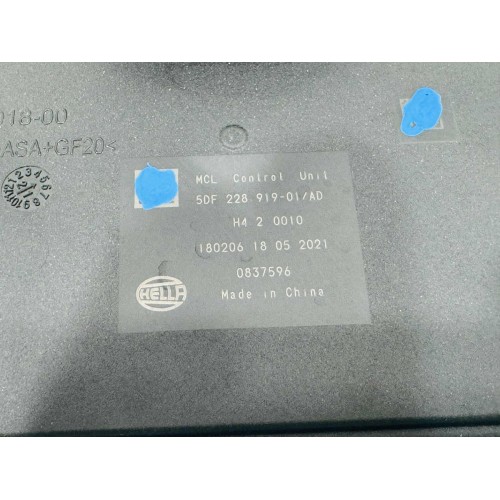 018-00
ASA+GF20<
MCL Control Unit
5DF 228 919-01/AD
H4 2 0010
180206 18 05 2021
0837596
HELLA
Made in China